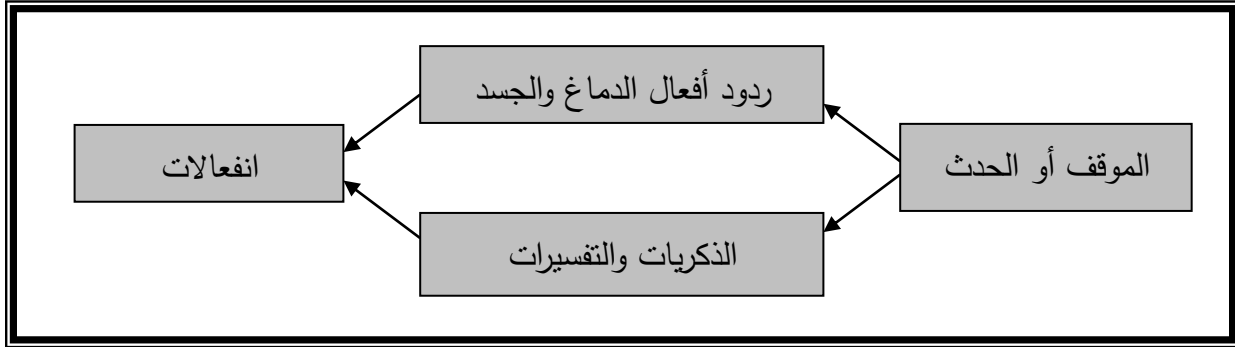 ردود أفعال الدماغ والجسد
الموقف أو الحدث
انفعالات
الذكريات والتفسيرات